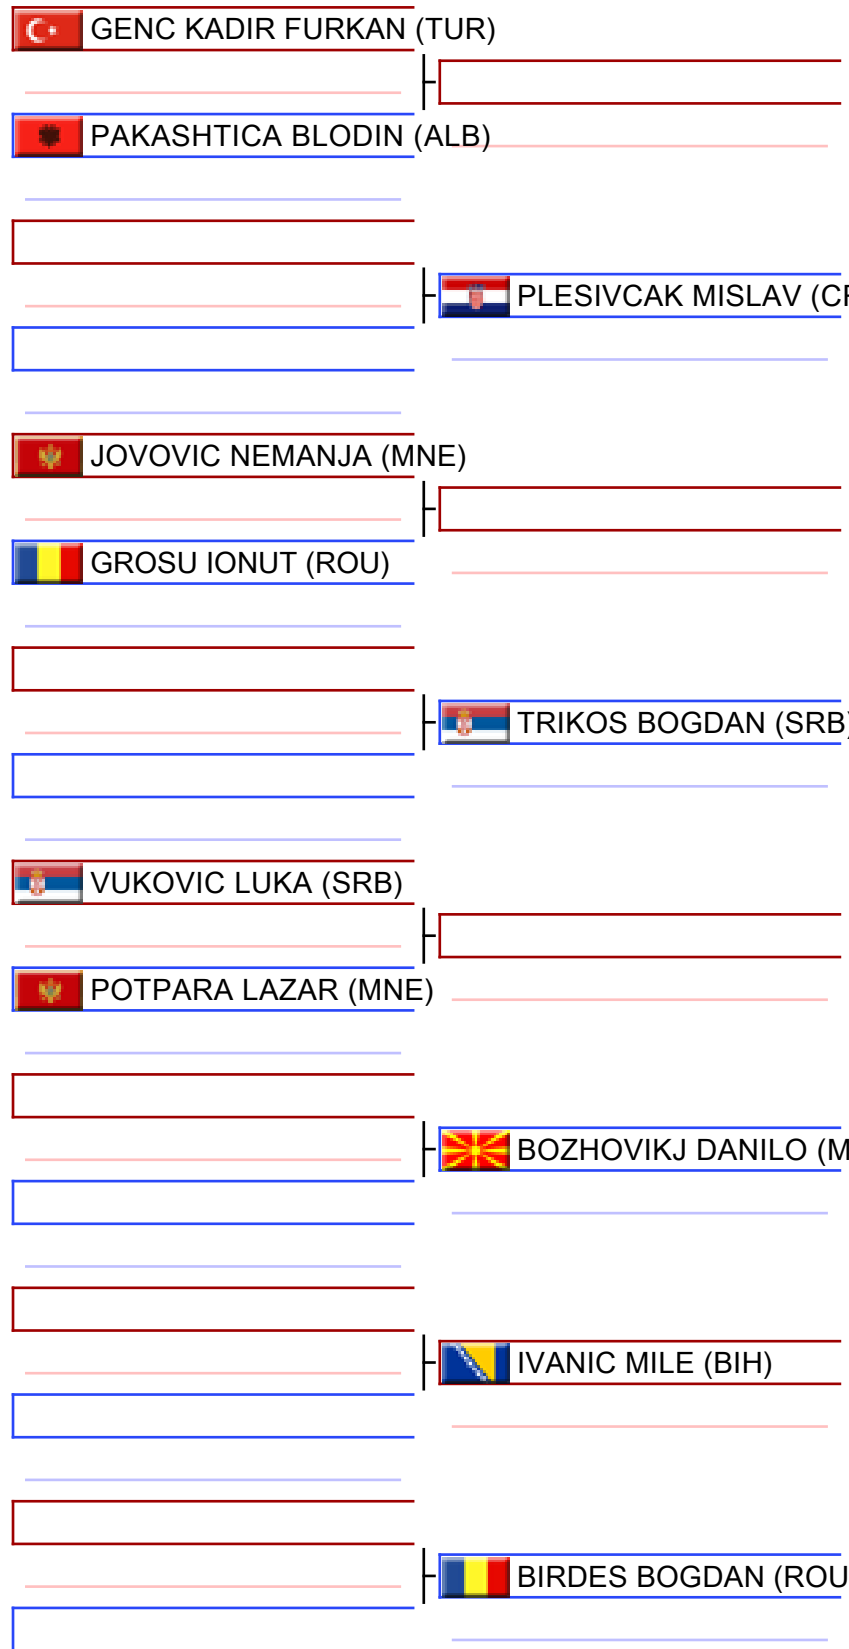 GENC KADIR FURKAN (TUR)
PAKASHTICA BLODIN (ALB)
PLESIVCAK MISLAV (CR
JOVOVIC NEMANJA (MNE)
GROSU IONUT (ROU)
TRIKOS BOGDAN (SRB)
VUKOVIC LUKA (SRB)
POTPARA LAZAR (MNE)
BOZHOVIKJ DANILO (M
IVANIC MILE (BIH)
BIRDES BOGDAN (ROU